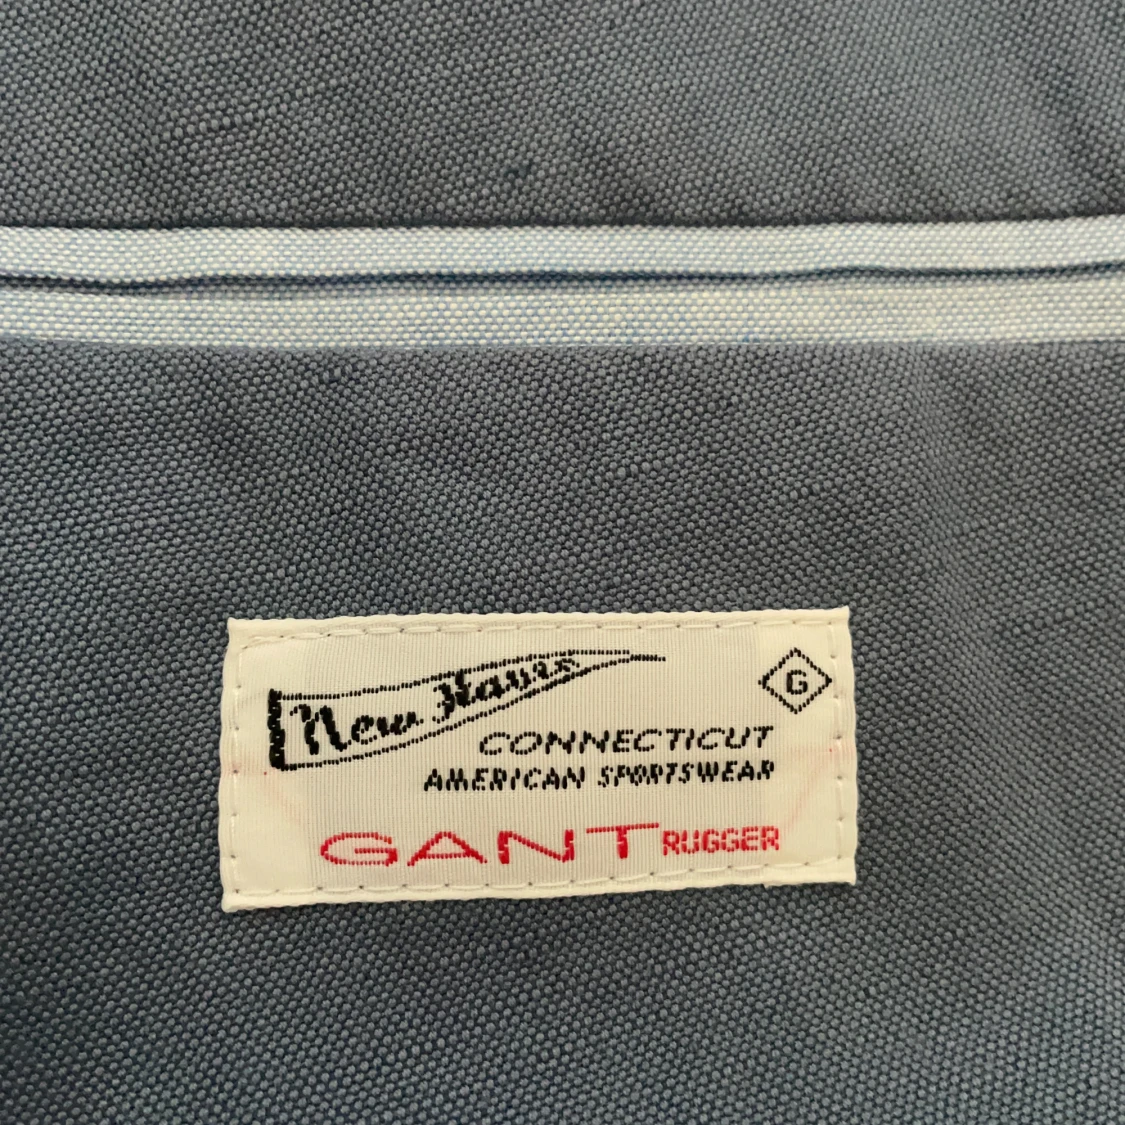 New Haven
G
CONNECTICUT
AMERICAN SPORTSWEAR
GANT RUGGER